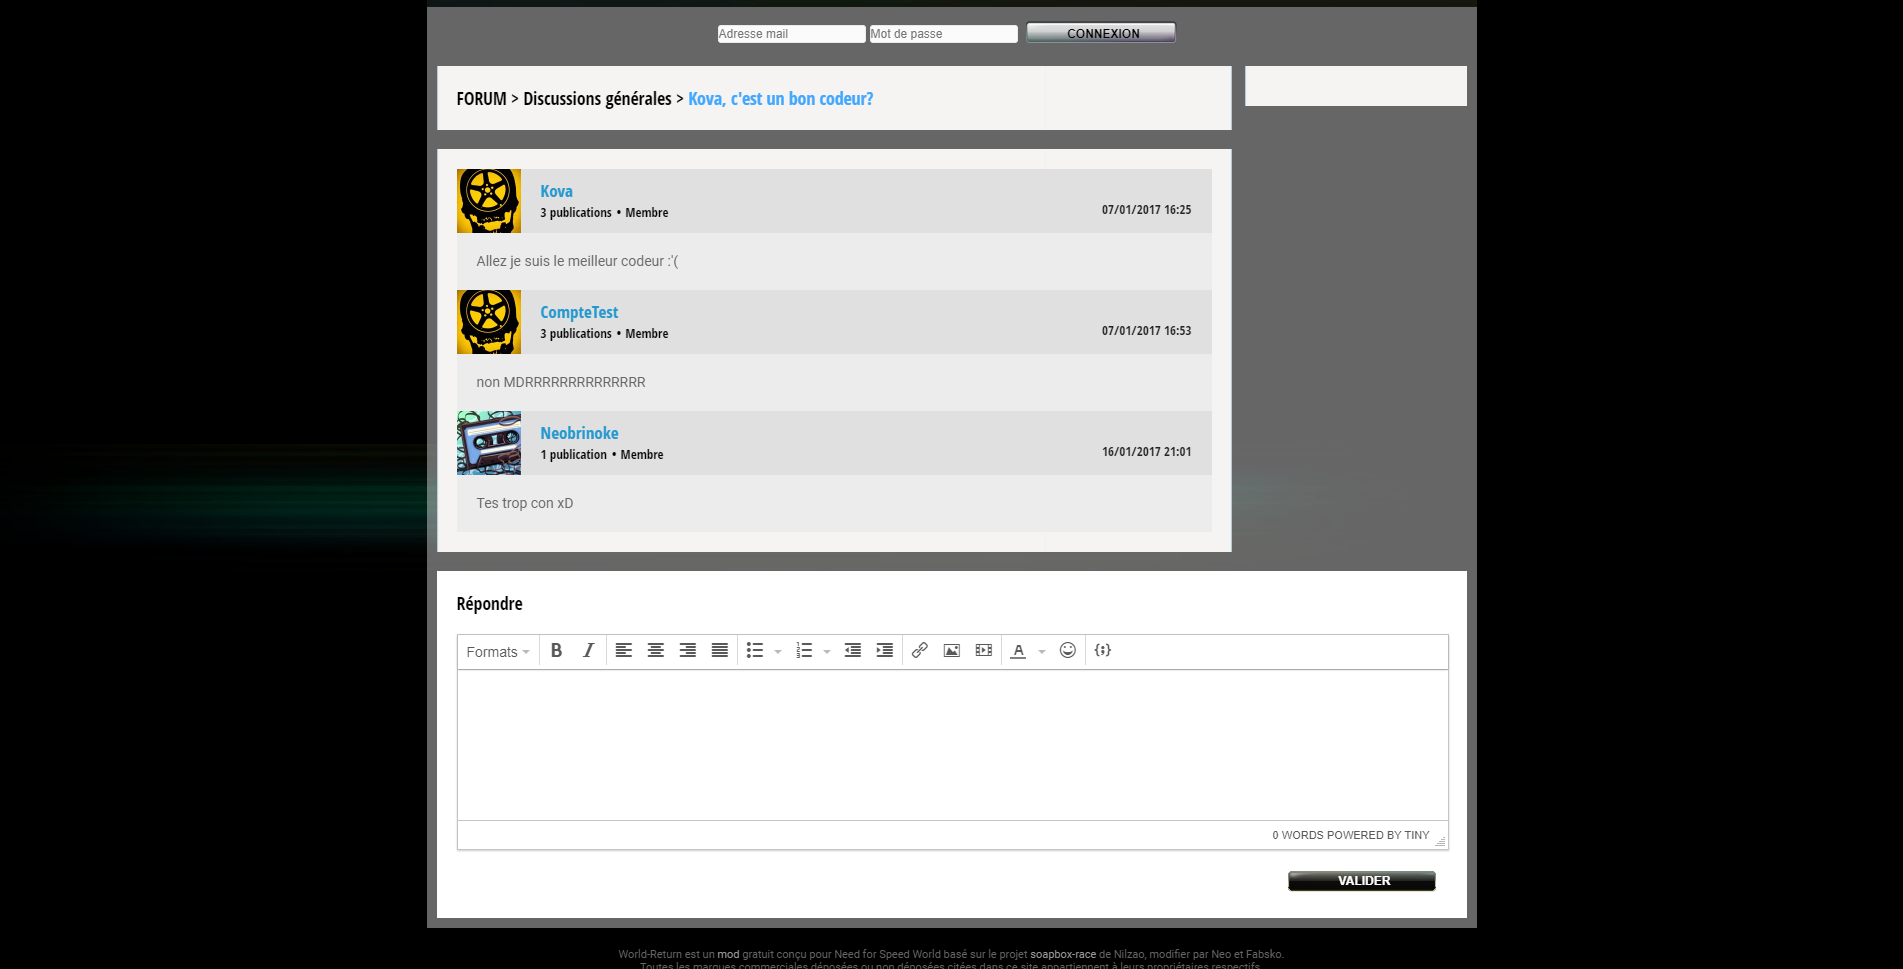 Adresse mail Mot de passe CONNEXION
FORUM > Discussions générales > Kova, c'est un bon codeur?
Kova
3 publications • Membre
07/01/2017 16:25
Allez je suis le meilleur codeur :'(
CompteTest
3 publications • Membre
07/01/2017 16:53
non MDRRRRRRRRRRRRRR
Neobrinoke
1 publication • Membre
16/01/2017 21:01
Tes trop con xD
Répondre
Formats
0 WORDS POWERED BY TINY
VALIDER
World-Return est un mod gratuit conçu pour Need for Speed World basé sur le projet soapbox-race de Nilzao, modifier par Neo et Fabsko.
Toutes les marques commerciales déposées ou non déposées citées dans ce site appartiennent à leurs propriétaires respectifs.